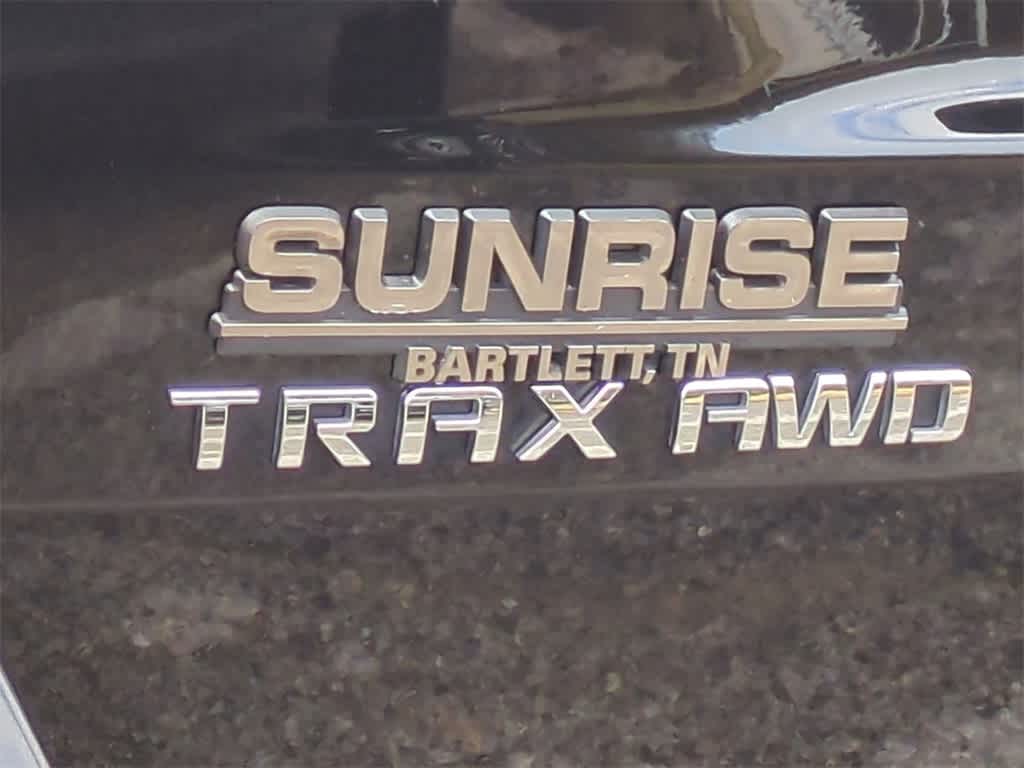 SUNRISE
BARTLETT, TN
TRAX AWD